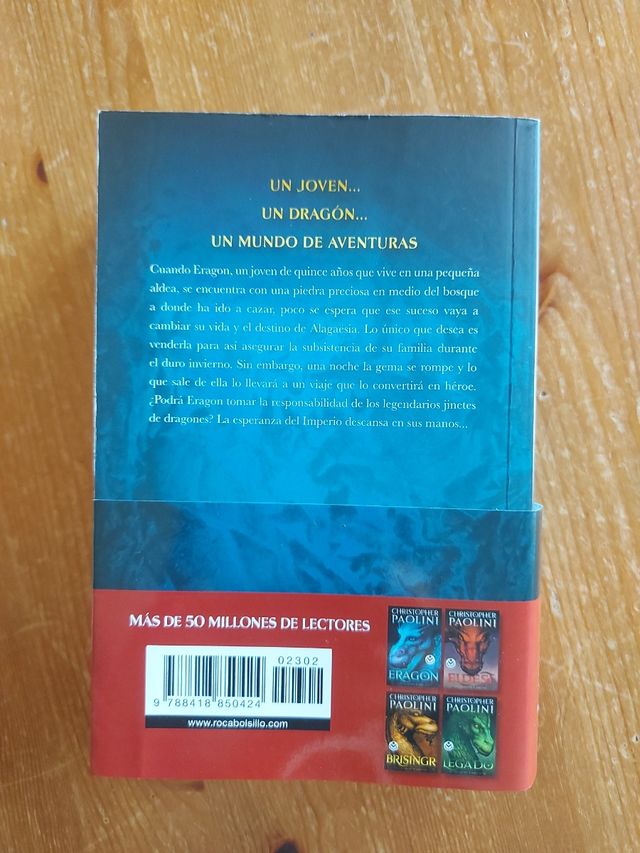 UN JOVEN...
UN DRAGÓN...
UN MUNDO DE AVENTURAS
Cuando Eragon, un joven de quince años que vive en una pequeña
aldea, se encuentra con una piedra preciosa en medio del bosque
a donde ha ido a cazar, poco se espera que ese suceso vaya a
cambiar su vida y el destino de Alagaësia. Lo único que desea es
venderla para así asegurar la subsistencia de su familia durante
el duro invierno. Sin embargo, una noche la gema se rompe y lo
que sale de ella lo llevará a un viaje que lo convertirá en héroe.
¿Podrá Eragon tomar la responsabilidad de los legendarios jinetes
de dragones? La esperanza del Imperio descansa en sus manos...
MÁS DE 50 MILLONES DE LECTORES
02302
9 788418 850424
www.rocabolsillo.com
CHRISTOPHER
PAOLINI
ERAGON
CHRISTOPHER
PAOLINI
ELDEST
CHRISTOPHER
PAOLINI
BRISINGR
CHRISTOPHER
PAOLINI
LEGADO